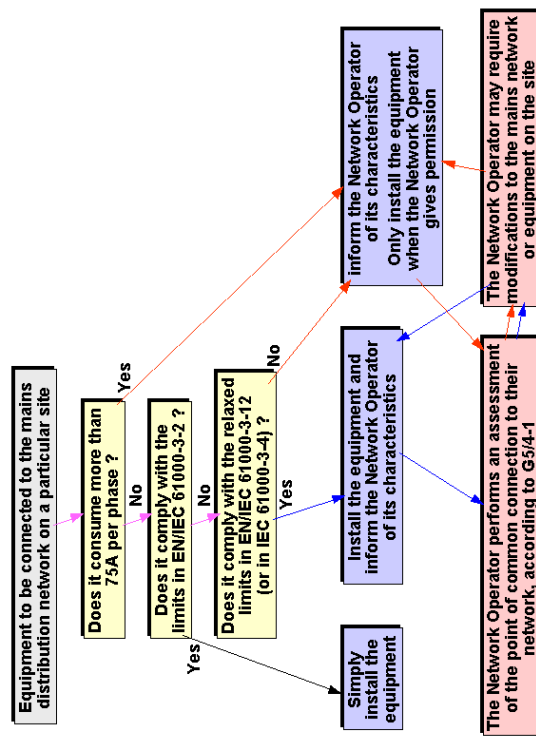 Equipment to be connected to the mains
distribution network on a particular site
Does it consume more than
75A per phase ?
Yes
No
Does it comply with the
limits in EN/IEC 61000-3-2 ?
Yes
No
Does it comply with the relaxed
limits in EN/IEC 61000-3-12
(or in IEC 61000-3-4) ?
Yes
No
Simply
install the
equipment
Install the equipment and
inform the Network Operator
of its characteristics
inform the Network Operator
of its characteristics
Only install the equipment
when the Network Operator
gives permission
The Network Operator performs an assessment
of the point of common connection to their
network, according to G5/4-1
The Network Operator may require
modifications to the mains network
or equipment on the site